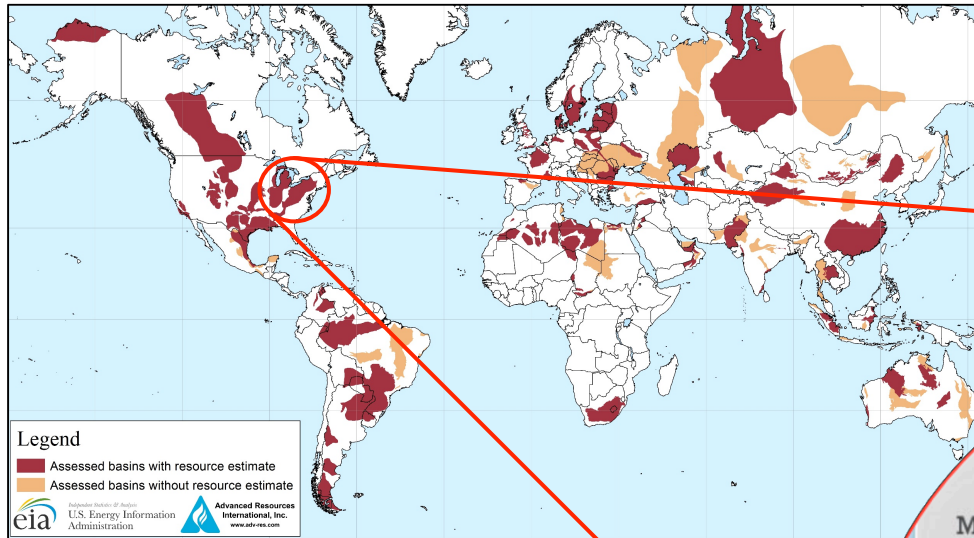 Legend
Assessed basins with resource estimate
Assessed basins without resource estimate
eia
Independent Statistics & Analysis
U.S. Energy Information
Administration
Advanced Resources
International, Inc.
www.adv-res.com
M